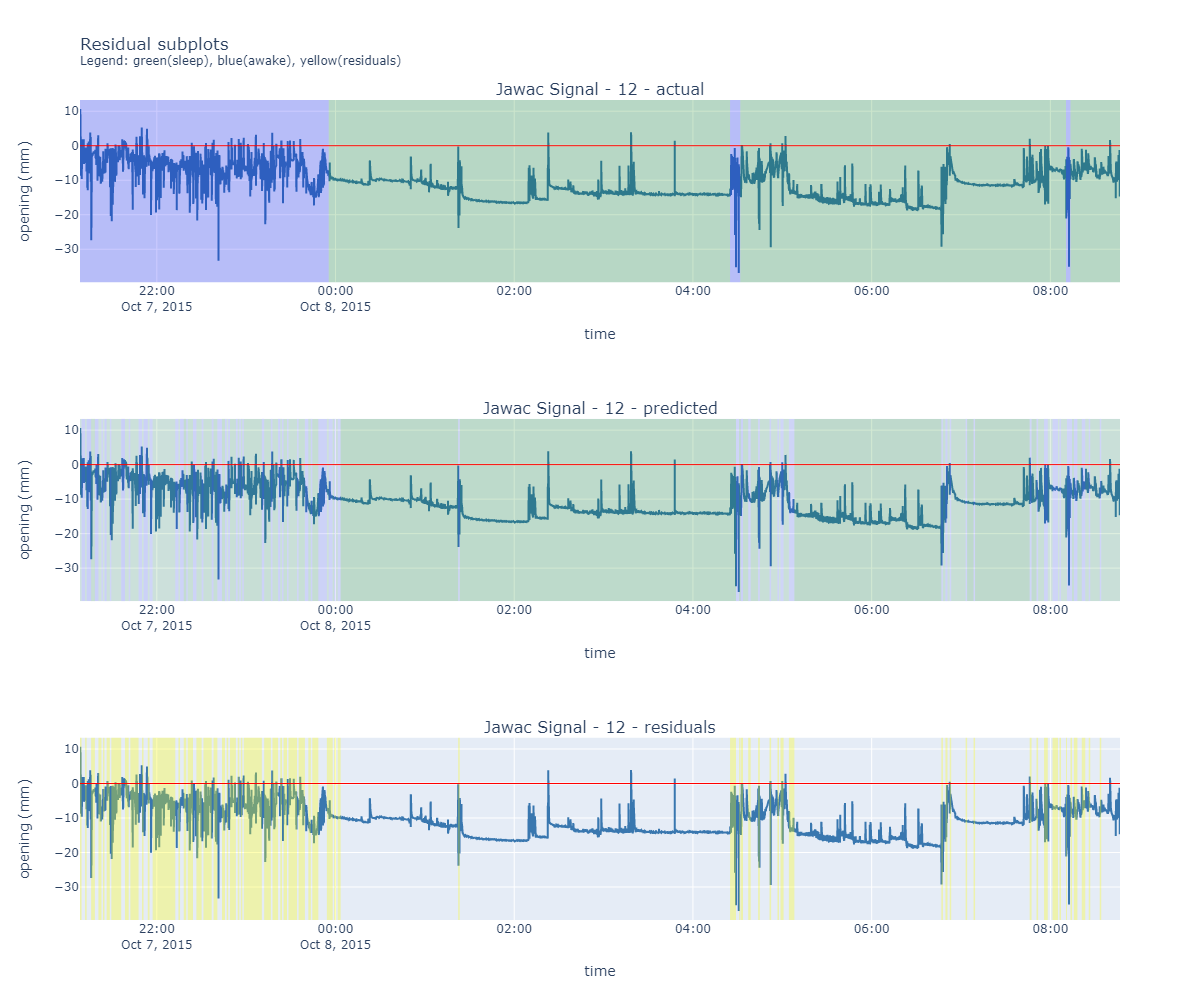 Residual subplots
Legend: green(sleep), blue(awake), yellow(residuals)
Jawac Signal - 12 - actual
10
0
−10
−20
−30
opening (mm)
22:00
Oct 7, 2015
00:00
Oct 8, 2015
02:00
04:00
06:00
08:00
time
Jawac Signal - 12 - predicted
10
0
−10
−20
−30
opening (mm)
22:00
Oct 7, 2015
00:00
Oct 8, 2015
02:00
04:00
06:00
08:00
time
Jawac Signal - 12 - residuals
10
0
−10
−20
−30
opening (mm)
22:00
Oct 7, 2015
00:00
Oct 8, 2015
02:00
04:00
06:00
08:00
time